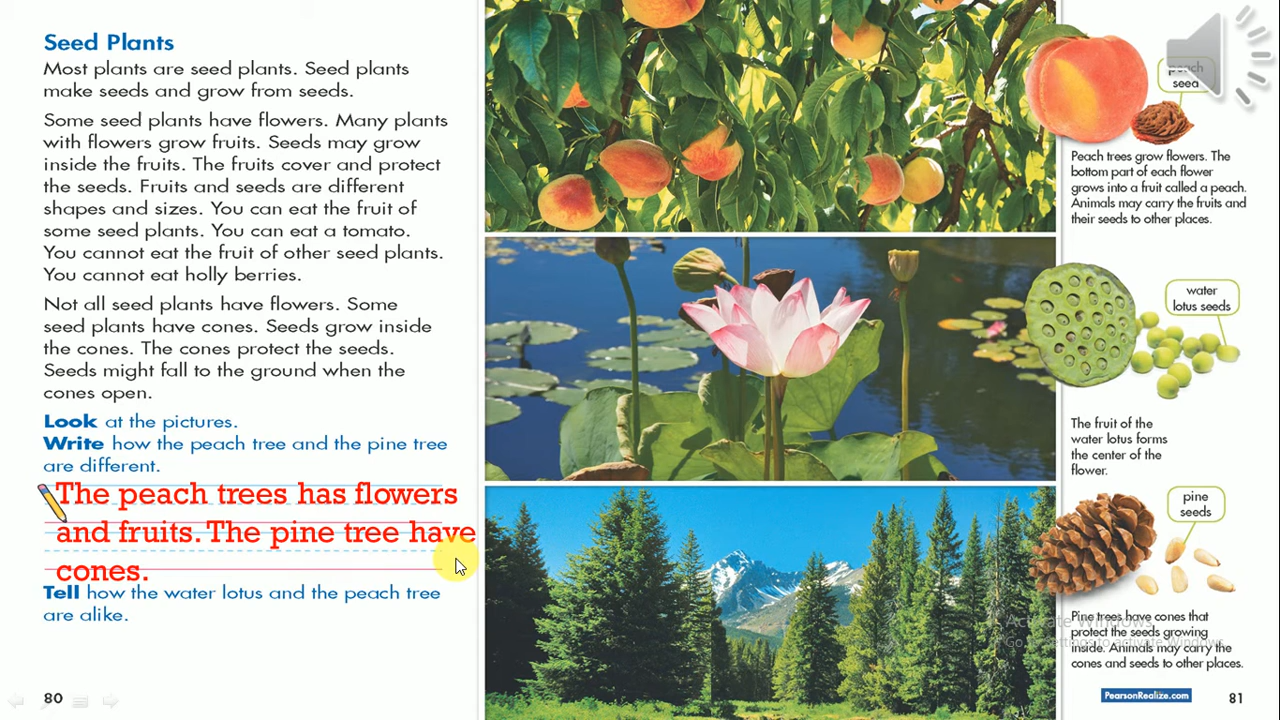 Seed Plants
Most plants are seed plants. Seed plants
make seeds and grow from seeds.
Some seed plants have flowers. Many plants
with flowers grow fruits. Seeds may grow
inside the fruits. The fruits cover and protect
the seeds. Fruits and seeds are different
shapes and sizes. You can eat the fruit of
some seed plants. You can eat a tomato.
You cannot eat the fruit of other seed plants.
You cannot eat holly berries.
Not all seed plants have flowers. Some
seed plants have cones. Seeds grow inside
the cones. The cones protect the seeds.
Seeds might fall to the ground when the
cones open.
Look at the pictures.
Write how the peach tree and the pine tree
are different.
The peach trees has flowers
and fruits. The pine tree have
cones.
Tell how the water lotus and the peach tree
are alike.
80
peach
seed
Peach trees grow flowers. The
bottom part of each flower
grows into a fruit called a peach.
Animals may carry the fruits and
their seeds to other places.
water
lotus seeds
The fruit of the
water lotus forms
the center of the
flower.
pine
seeds
Pine trees have cones that
protect the seeds growing
inside. Animals may carry the
cones and seeds to other places.
Activate Windows
Go to Settings to activate Windows.
PearsonRealize.com
81